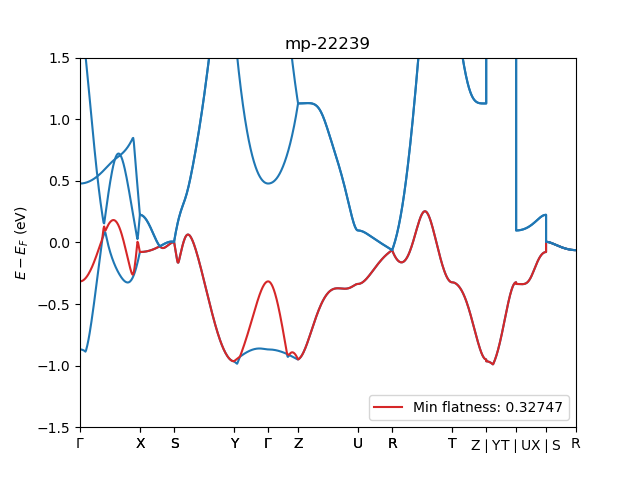 mp-22239
E − E_F (eV)
1.5
1.0
0.5
0.0
−0.5
−1.0
−1.5
Min flatness: 0.32747
Γ X S Y Γ Z U R T Z | YT | UX | S R